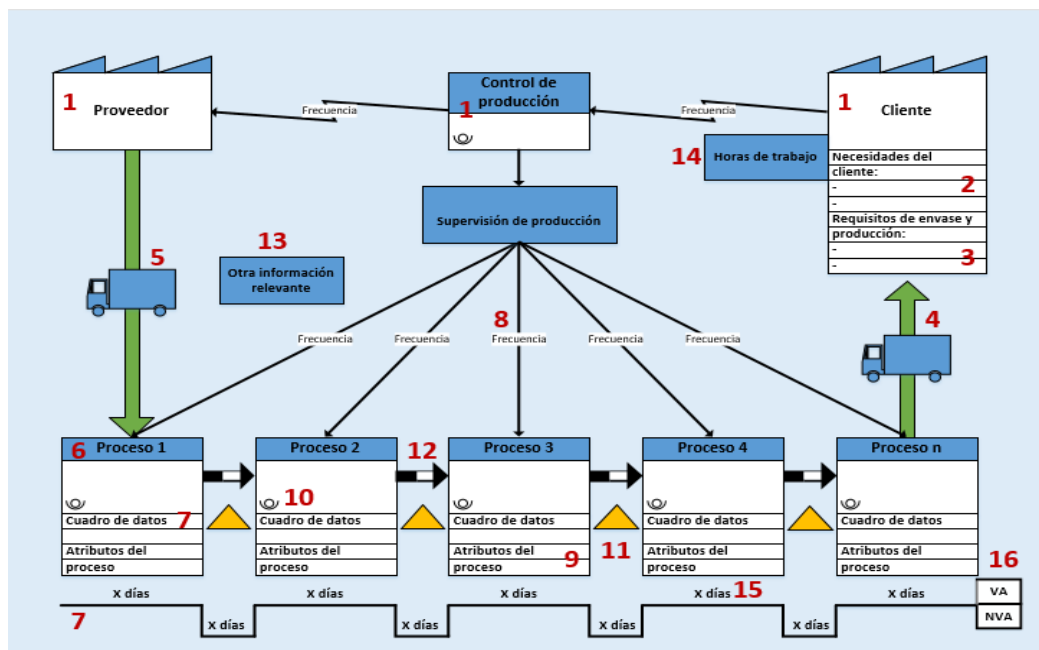 1
Proveedor
Frecuencia
Control de
producción
1
Frecuencia
1
Cliente
14
Horas de trabajo
Necesidades del
cliente:
2
-
-
Requisitos de envase y
producción:
-
3
-
Supervisión de producción
5
13
Otra información
relevante
8
4
Frecuencia
Frecuencia
Frecuencia
Frecuencia
Frecuencia
6
Proceso 1
Proceso 2
12
Proceso 3
Proceso 4
Proceso n
10
Cuadro de datos
7
Cuadro de datos
Cuadro de datos
Cuadro de datos
Cuadro de datos
Atributos del
proceso
Atributos del
proceso
Atributos del
proceso
9
11
Atributos del
proceso
Atributos del
proceso
16
X días
X días
X días
X días
15
X días
VA
7
X días
X días
X días
X días
NVA